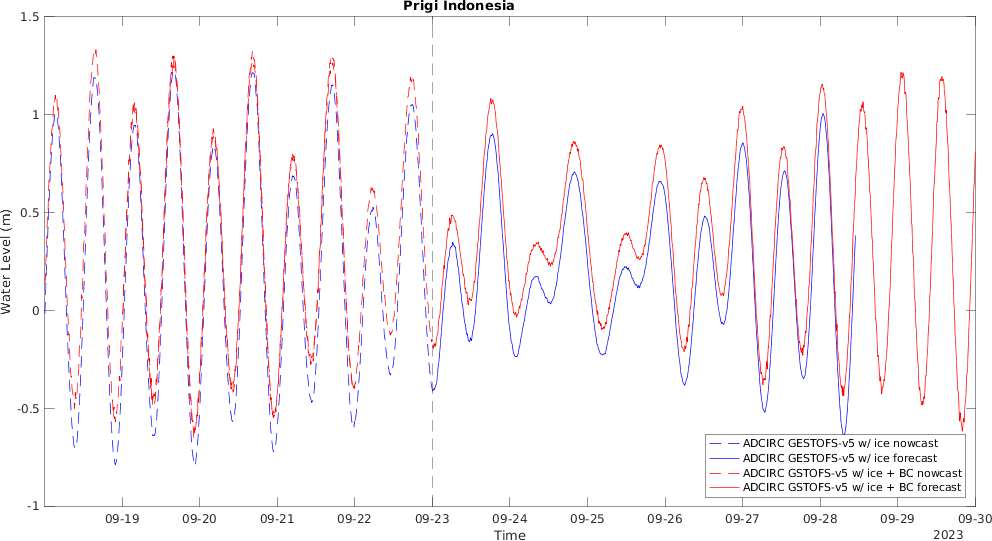 Prigi Indonesia
1.5
1
0.5
0
-0.5
-1
Water Level (m)
ADCIRC GESTOFS-v5 w/ ice nowcast
ADCIRC GESTOFS-v5 w/ ice forecast
ADCIRC GSTOFS-v5 w/ ice + BC nowcast
ADCIRC GSTOFS-v5 w/ ice + BC forecast
09-19 09-20 09-21 09-22 09-23 09-24 09-25 09-26 09-27 09-28 09-29 09-30
Time
2023